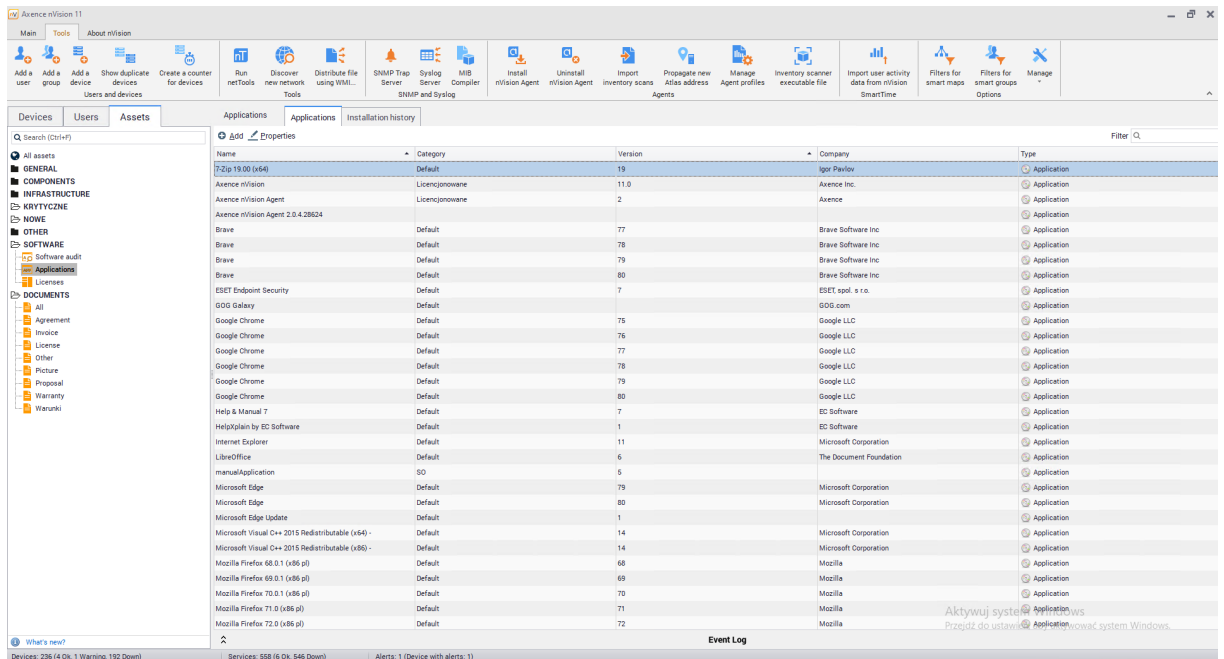 nV Axence nVision 11
Main Tools About nVision
Add a user
Add a group
Add a device
Show duplicate devices
Create a counter for devices
Users and devices
Run netTools
Discover new network
Distribute file using WMI...
Tools
SNMP Trap Server
Syslog Server
MIB Compiler
SNMP and Syslog
Install nVision Agent
Uninstall nVision Agent
Import inventory scans
Propagate new Atlas address
Manage Agent profiles
Inventory scanner executable file
Agents
Import user activity data from nVision
SmartTime
Filters for smart maps
Filters for smart groups
Manage
Options
Devices Users Assets
Search (Ctrl+F)
All assets
GENERAL
COMPONENTS
INFRASTRUCTURE
KRYTYCZNE
NOWE
OTHER
SOFTWARE
Software audit
Applications
Licenses
DOCUMENTS
All
Agreement
Invoice
License
Other
Picture
Proposal
Warranty
Warunki
What's new?
Applications Applications Installation history
Add Properties Filter
Name Category Version Company Type
7-Zip 19.00 (x64) Default 19 Igor Pavlov Application
Axence nVision Licencjonowane 11.0 Axence Inc. Application
Axence nVision Agent Licencjonowane 2 Axence Application
Axence nVision Agent 2.0.4.28624 Application
Brave Default 77 Brave Software Inc Application
Brave Default 78 Brave Software Inc Application
Brave Default 79 Brave Software Inc Application
Brave Default 80 Brave Software Inc Application
ESET Endpoint Security Default 7 ESET, spol. s r.o. Application
GOG Galaxy Default GOG.com Application
Google Chrome Default 75 Google LLC Application
Google Chrome Default 76 Google LLC Application
Google Chrome Default 77 Google LLC Application
Google Chrome Default 78 Google LLC Application
Google Chrome Default 79 Google LLC Application
Google Chrome Default 80 Google LLC Application
Help & Manual 7 Default 7 EC Software Application
HelpXplain by EC Software Default 1 EC Software Application
Internet Explorer Default 11 Microsoft Corporation Application
LibreOffice Default 6 The Document Foundation Application
manualApplication SO 5 Application
Microsoft Edge Default 79 Microsoft Corporation Application
Microsoft Edge Default 80 Microsoft Corporation Application
Microsoft Edge Update Default 1 Application
Microsoft Visual C++ 2015 Redistributable (x64) - Default 14 Microsoft Corporation Application
Microsoft Visual C++ 2015 Redistributable (x86) - Default 14 Microsoft Corporation Application
Mozilla Firefox 68.0.1 (x86 pl) Default 68 Mozilla Application
Mozilla Firefox 69.0.1 (x86 pl) Default 69 Mozilla Application
Mozilla Firefox 70.0.1 (x86 pl) Default 70 Mozilla Application
Mozilla Firefox 71.0 (x86 pl) Default 71 Mozilla Application
Mozilla Firefox 72.0 (x86 pl) Default 72 Mozilla Application
Aktywuj system Windows
Przejdź do ustawień, aby aktywować system Windows.
Event Log
Devices: 236 (4 Ok, 1 Warning, 192 Down) Services: 558 (6 Ok, 546 Down) Alerts: 1 (Device with alerts: 1)